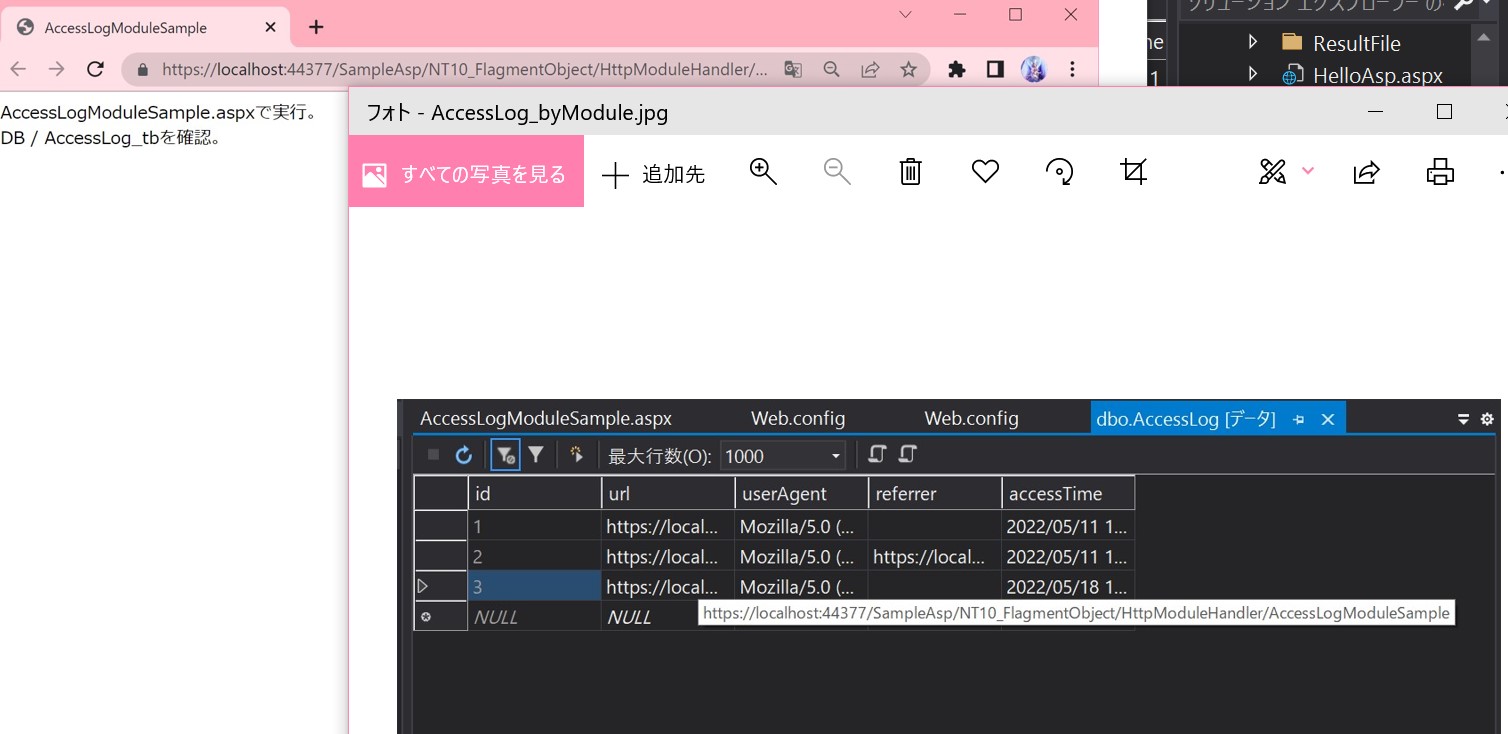 AccessLogModuleSample
https://localhost:44377/SampleAsp/NT10_FlagmentObject/HttpModuleHandler/...
AccessLogModuleSample.aspxで実行。
DB / AccessLog_tbを確認。
me
1
ResultFile
HelloAsp.aspx
フォト - AccessLog_byModule.jpg
すべての写真を見る
追加先
AccessLogModuleSample.aspx Web.config Web.config dbo.AccessLog [データ]
最大行数(O): 1000
id url userAgent referrer accessTime
1 https://local... Mozilla/5.0 (... 2022/05/11 1...
2 https://local... Mozilla/5.0 (... https://local... 2022/05/11 1...
3 https://local... Mozilla/5.0 (... 2022/05/18 1...
NULL NULL
https://localhost:44377/SampleAsp/NT10_FlagmentObject/HttpModuleHandler/AccessLogModuleSample